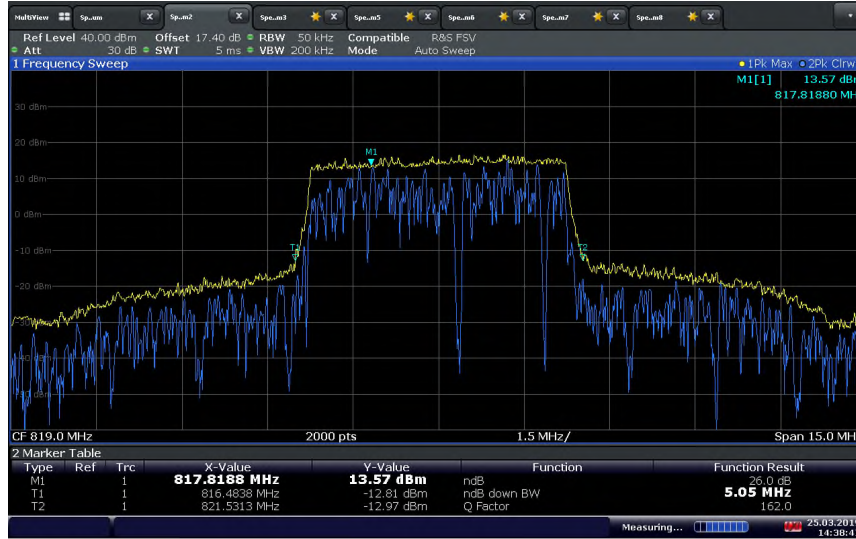 MultiView Sp..um X Sp..m2 X Spe..m3 X Spe..m5 X Spe..m6 X Spe..m7 X Spe..m8 X
Ref Level 40.00 dBm Offset 17.40 dB RBW 50 kHz Compatible R&S FSV
Att 30 dB SWT 5 ms VBW 200 kHz Mode Auto Sweep
1 Frequency Sweep 1Pk Max 2Pk Clrw
M1[1] 13.57 dBm
817.81880 MH
30 dBm
20 dBm
M1
10 dBm
0 dBm
-10 dBm
T1
-20 dBm
CF 819.0 MHz 2000 pts 1.5 MHz/ Span 15.0 MH
2 Marker Table
Type Ref Trc X-Value Y-Value Function Function Result
M1 1 817.8188 MHz 13.57 dBm ndB 26.0 dB
T1 1 816.4838 MHz -12.81 dBm ndB down BW 5.05 MHz
T2 1 821.5313 MHz -12.97 dBm Q Factor 162.0
Measuring... 25.03.201
14:38:4